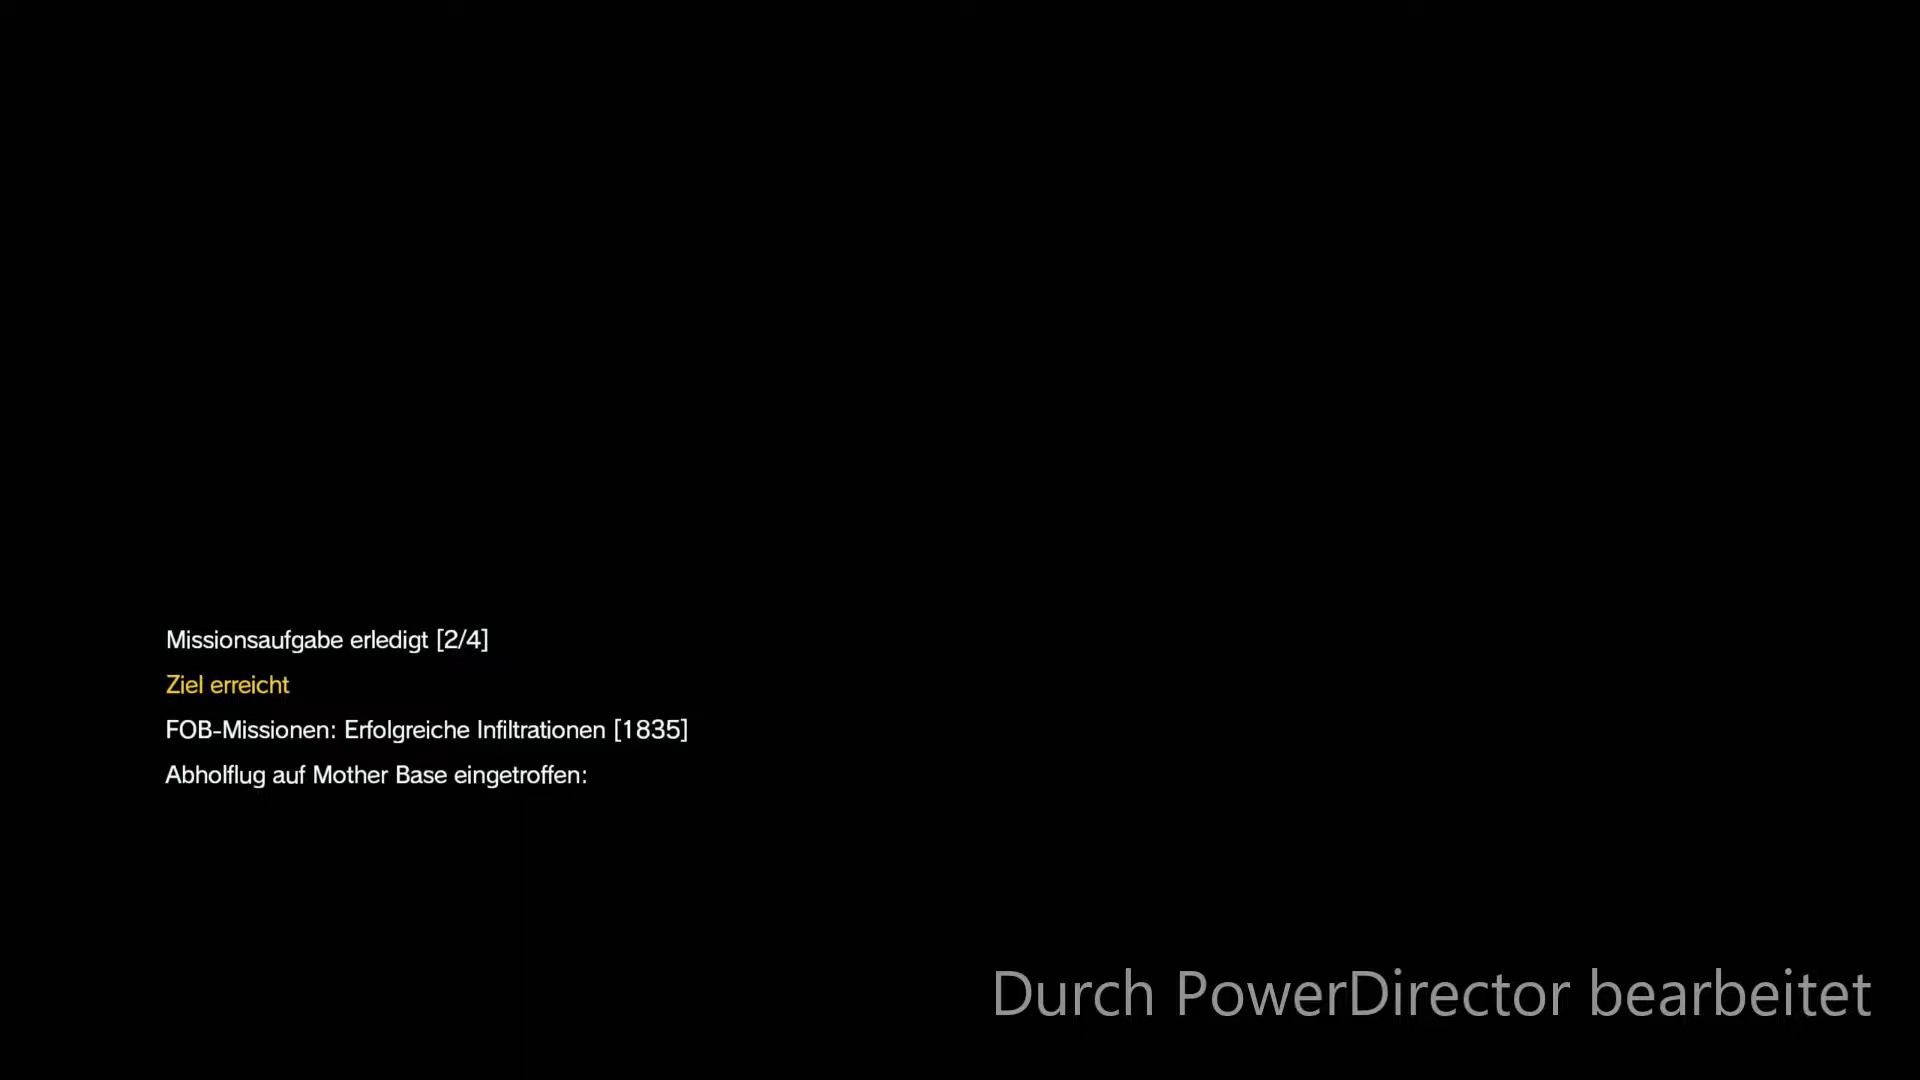 Missionsaufgabe erledigt [2/4]
Ziel erreicht
FOB-Missionen: Erfolgreiche Infiltrationen [1835]
Abholflug auf Mother Base eingetroffen:
Durch PowerDirector bearbeitet